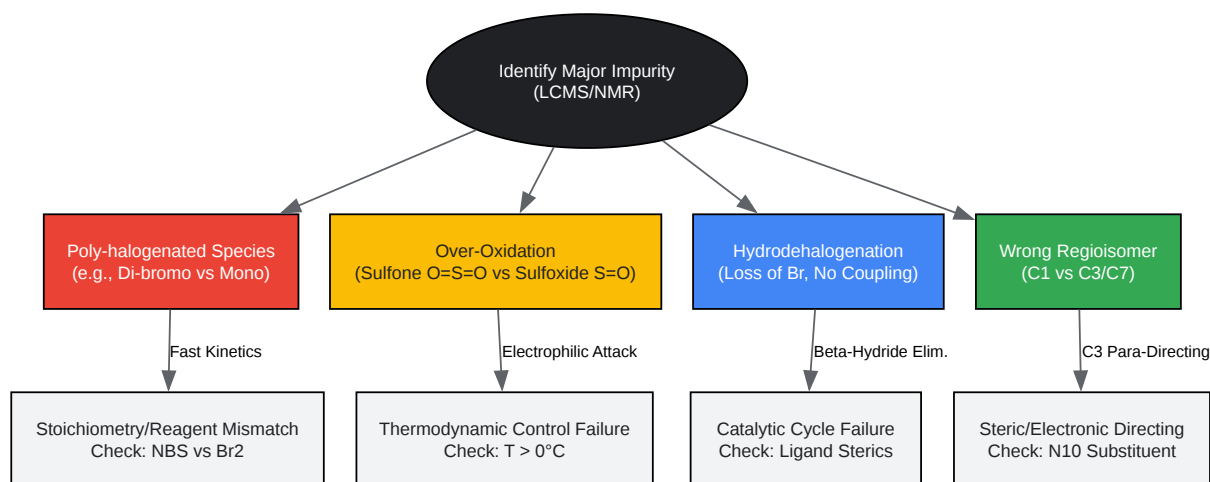 Identify Major Impurity
(LCMS/NMR)
Poly-halogenated Species
(e.g., Di-bromo vs Mono)
Over-Oxidation
(Sulfone O=S=O vs Sulfoxide S=O)
Hydrodehalogenation
(Loss of Br, No Coupling)
Wrong Regioisomer
(C1 vs C3/C7)
Fast Kinetics
Electrophilic Attack
Beta-Hydride Elim.
C3 Para-Directing
Stoichiometry/Reagent Mismatch
Check: NBS vs Br2
Thermodynamic Control Failure
Check: T > 0°C
Catalytic Cycle Failure
Check: Ligand Sterics
Steric/Electronic Directing
Check: N10 Substituent